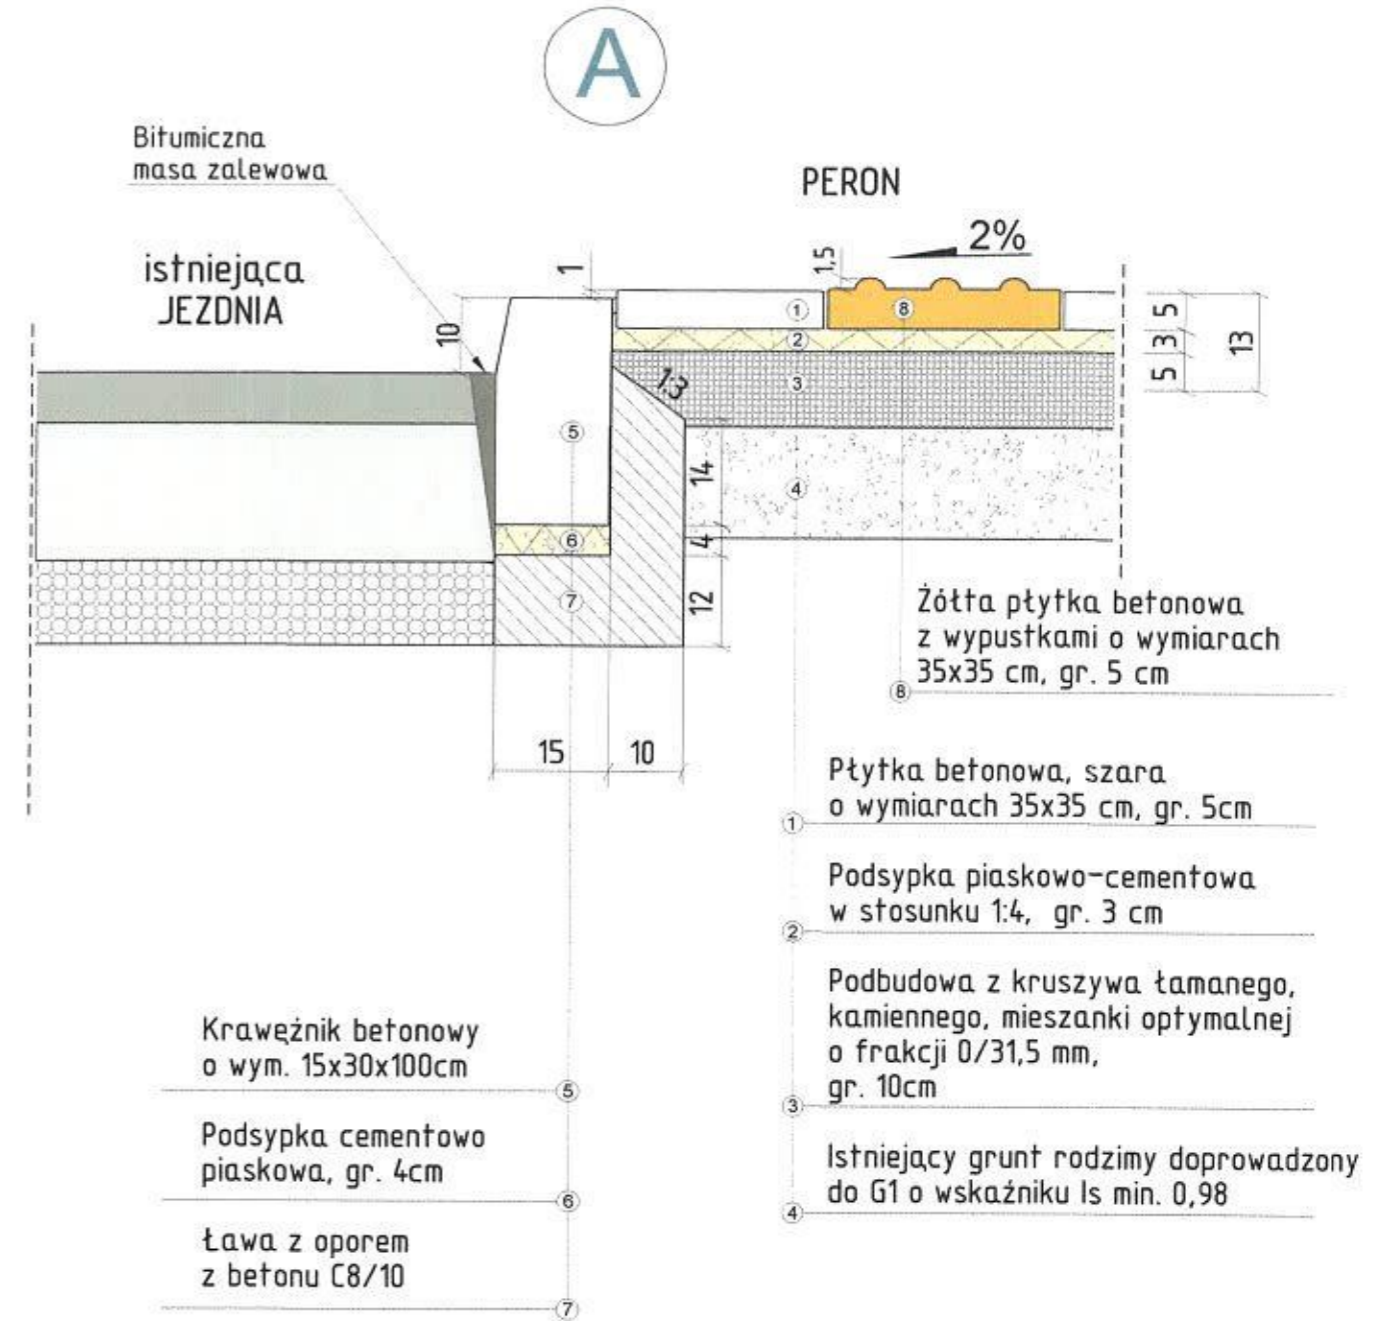 A
Bitumiczna
masa zalewowa
PERON
2%
istniejąca
JEZDNIA
1
1,5
10
1
8
2
3
1:3
5
3
5
13
5
4
14
6
4
7
12
15
10
Żółta płytka betonowa
z wypustkami o wymiarach
35x35 cm, gr. 5 cm
8
Płytka betonowa, szara
o wymiarach 35x35 cm, gr. 5cm
1
Podsypka piaskowo-cementowa
w stosunku 1:4, gr. 3 cm
2
Podbudowa z kruszywa łamanego,
kamiennego, mieszanki optymalnej
o frakcji 0/31,5 mm,
gr. 10cm
3
Istniejący grunt rodzimy doprowadzony
do G1 o wskaźniku Is min. 0,98
4
Krawężnik betonowy
o wym. 15x30x100cm
5
Podsypka cementowo
piaskowa, gr. 4cm
6
Ława z oporem
z betonu C8/10
7